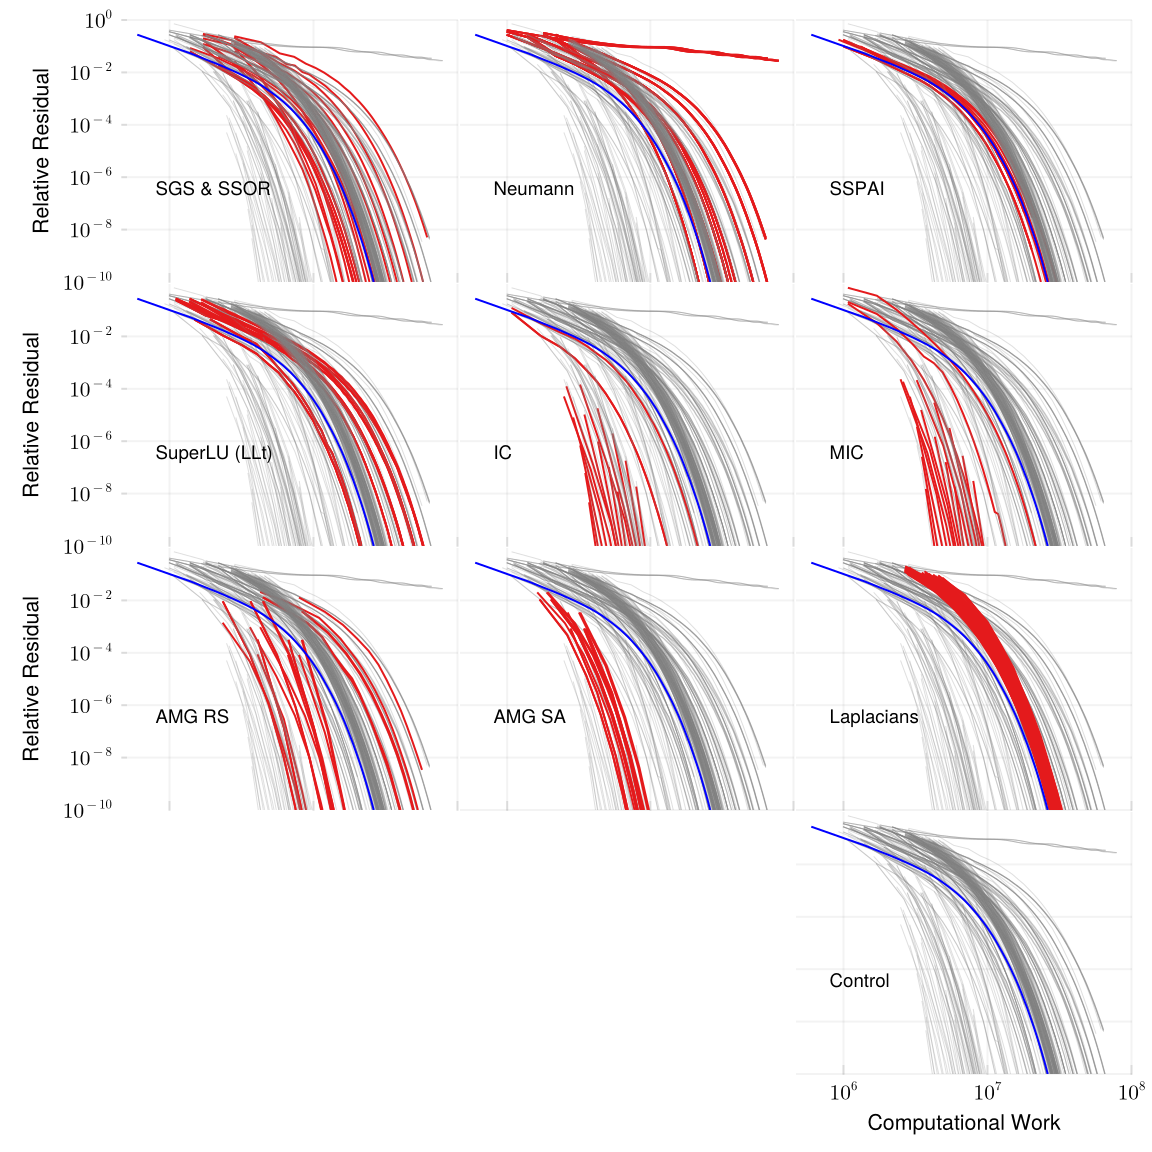 10^0
10^−2
10^−4
10^−6
10^−8
10^−10
Relative Residual
SGS & SSOR
Neumann
SSPAI
10^−2
10^−4
10^−6
10^−8
10^−10
Relative Residual
SuperLU (LLt)
IC
MIC
10^−2
10^−4
10^−6
10^−8
10^−10
Relative Residual
AMG RS
AMG SA
Laplacians
Control
10^6 10^7 10^8
Computational Work